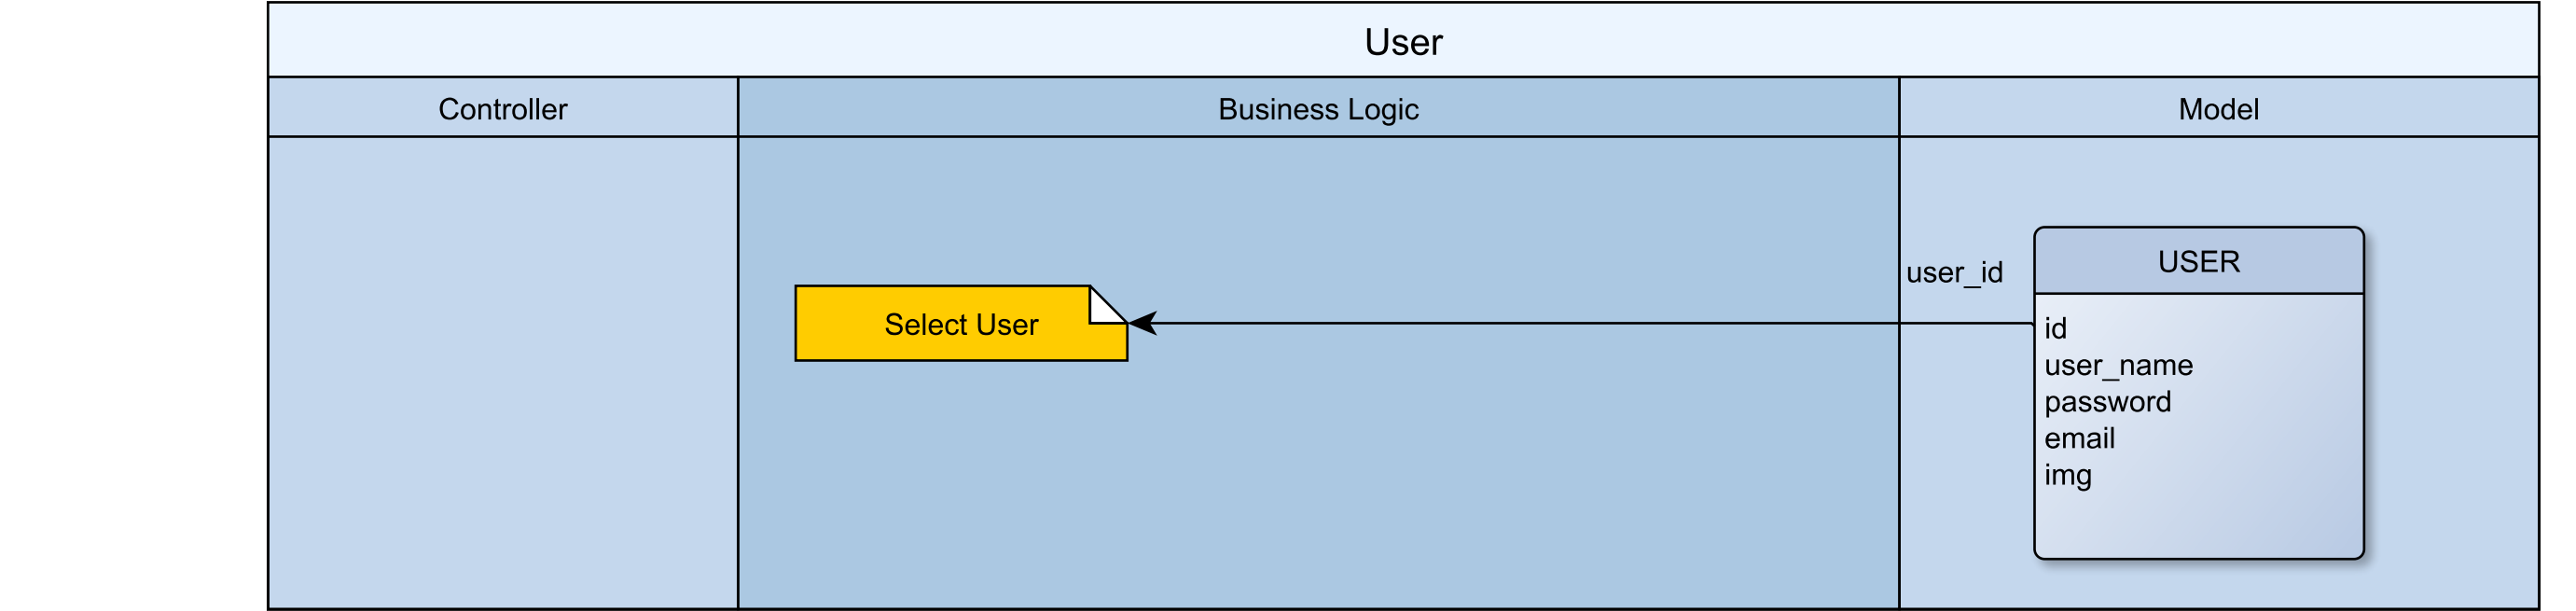 User
Controller
Business Logic
Model
user_id
USER
Select User
id
user_name
password
email
img